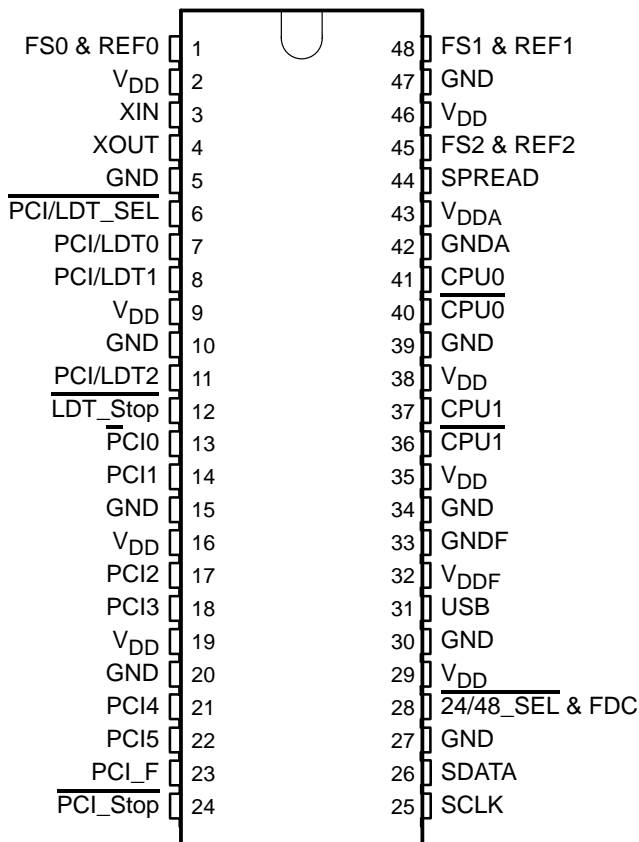 FS0 & REF0 1 48 FS1 & REF1
VDD 2 47 GND
XIN 3 46 VDD
XOUT 4 45 FS2 & REF2
GND 5 44 SPREAD
PCI/LDT_SEL 6 43 VDDA
PCI/LDT0 7 42 GNDA
PCI/LDT1 8 41 CPU0
VDD 9 40 CPU0
GND 10 39 GND
PCI/LDT2 11 38 VDD
LDT_Stop 12 37 CPU1
PCI0 13 36 CPU1
PCI1 14 35 VDD
GND 15 34 GND
VDD 16 33 GNDF
PCI2 17 32 VDDF
PCI3 18 31 USB
VDD 19 30 GND
GND 20 29 VDD
PCI4 21 28 24/48_SEL & FDC
PCI5 22 27 GND
PCI_F 23 26 SDATA
PCI_Stop 24 25 SCLK